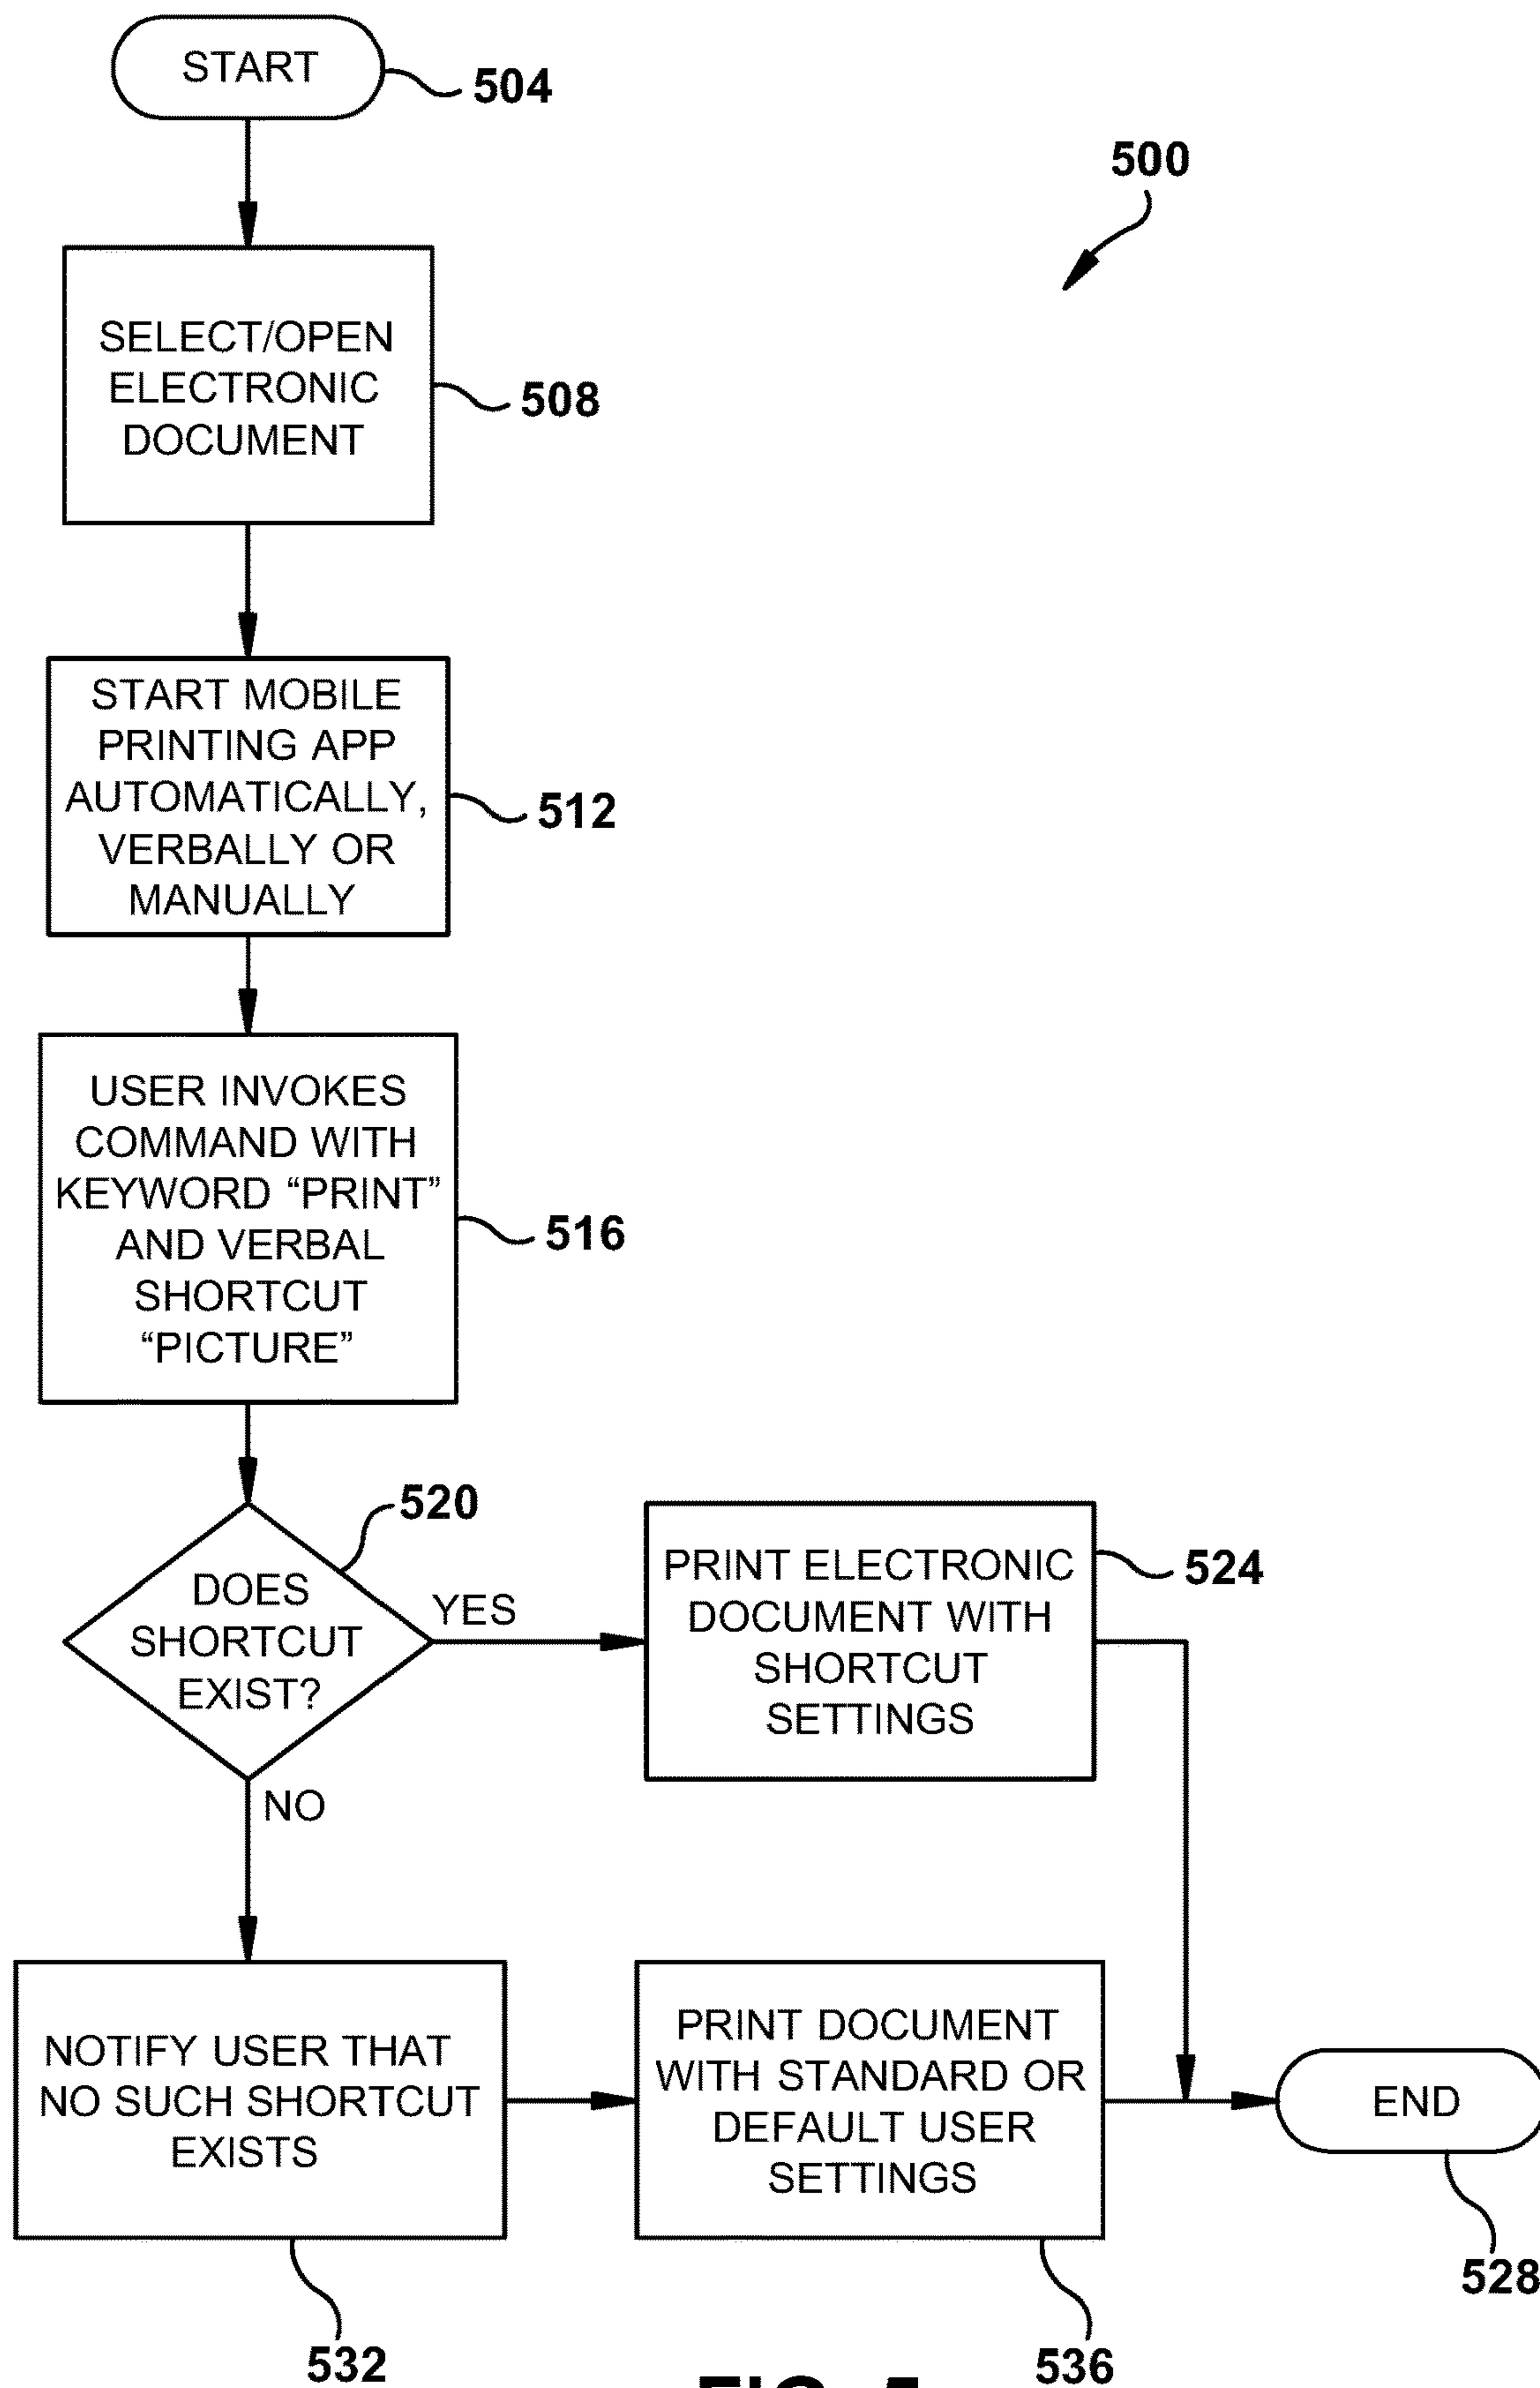 START
504
500
SELECT/OPEN
ELECTRONIC
DOCUMENT
508
START MOBILE
PRINTING APP
AUTOMATICALLY,
VERBALLY OR
MANUALLY
512
USER INVOKES
COMMAND WITH
KEYWORD “PRINT”
AND VERBAL
SHORTCUT
“PICTURE”
516
520
DOES
SHORTCUT
EXIST?
YES
PRINT ELECTRONIC
DOCUMENT WITH
SHORTCUT
SETTINGS
524
NO
NOTIFY USER THAT
NO SUCH SHORTCUT
EXISTS
532
PRINT DOCUMENT
WITH STANDARD OR
DEFAULT USER
SETTINGS
536
END
528